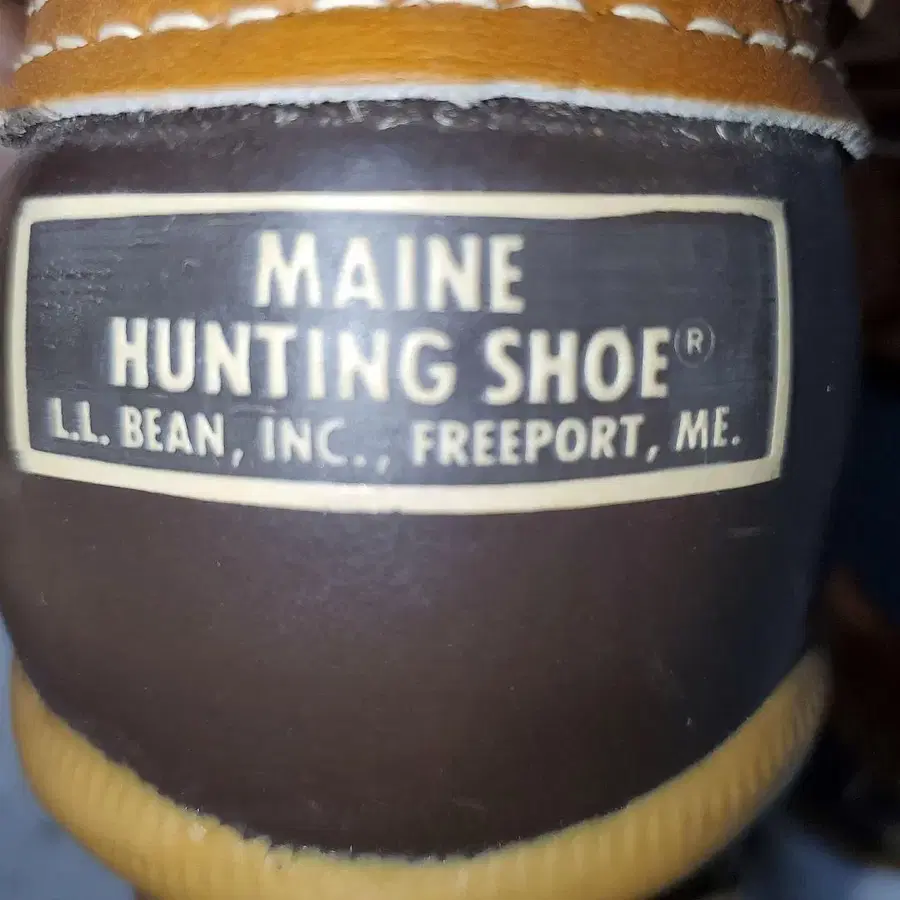 MAINE
HUNTING SHOE®
L.L. BEAN, INC., FREEPORT, ME.